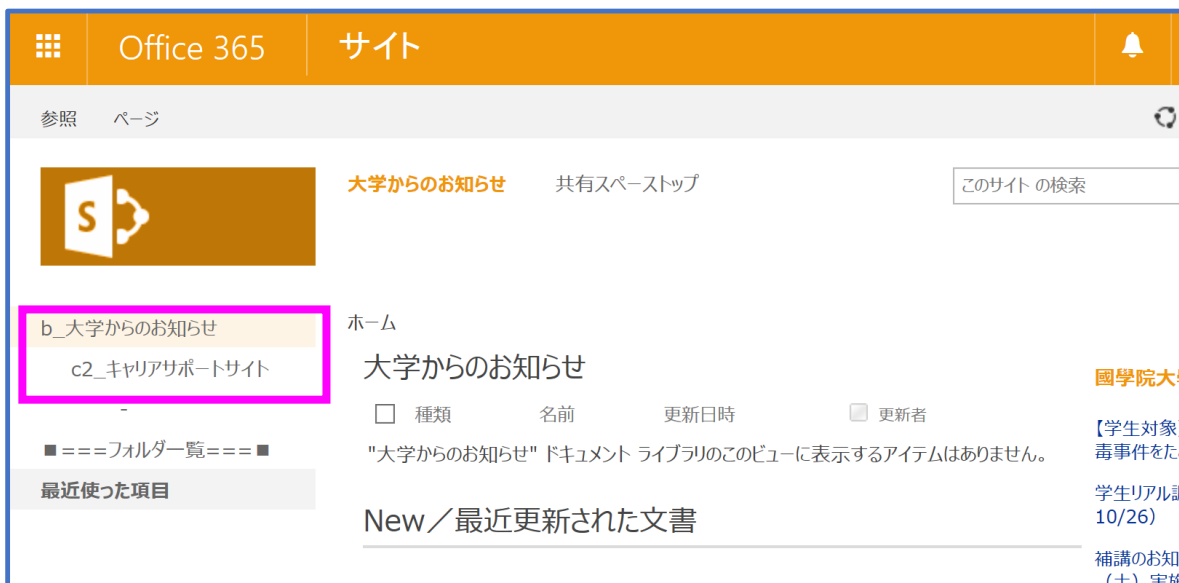 Office 365
サイト
参照 ページ
S
大学からのお知らせ 共有スペーストップ
このサイト の検索
b_大学からのお知らせ
c2_キャリアサポートサイト
-
■===フォルダ一覧===■
最近使った項目
ホーム
大学からのお知らせ
種類 名前 更新日時 更新者
"大学からのお知らせ" ドキュメント ライブラリのこのビューに表示するアイテムはありません。
New／最近更新された文書
國學院大
【学生対象
毒事件をた
学生リアル
10/26）
補講のお知
（土）実施